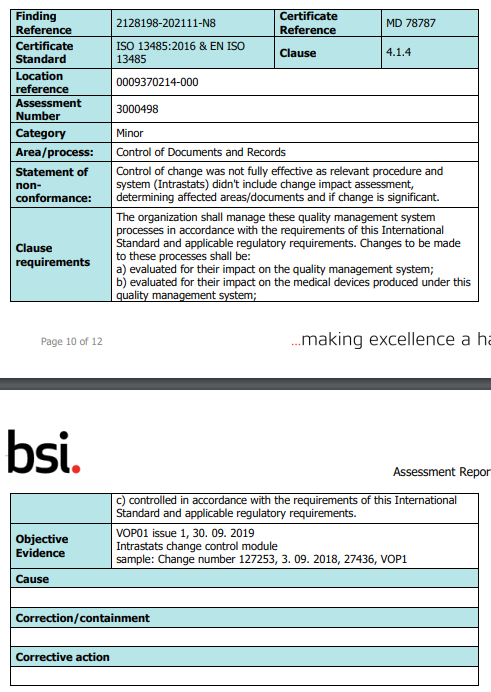 Finding Reference 2128198-202111-N8 Certificate Reference MD 78787
Certificate Standard ISO 13485:2016 & EN ISO 13485 Clause 4.1.4
Location reference 0009370214-000
Assessment Number 3000498
Category Minor
Area/process: Control of Documents and Records
Statement of non-conformance: Control of change was not fully effective as relevant procedure and
system (Intrastats) didn't include change impact assessment,
determining affected areas/documents and if change is significant.
Clause requirements
The organization shall manage these quality management system
processes in accordance with the requirements of this International
Standard and applicable regulatory requirements. Changes to be made
to these processes shall be:
a) evaluated for their impact on the quality management system;
b) evaluated for their impact on the medical devices produced under this
quality management system;
Page 10 of 12
...making excellence a ha
bsi.
Assessment Repor
c) controlled in accordance with the requirements of this International
Standard and applicable regulatory requirements.
Objective Evidence
VOP01 issue 1, 30. 09. 2019
Intrastats change control module
sample: Change number 127253, 3. 09. 2018, 27436, VOP1
Cause
Correction/containment
Corrective action